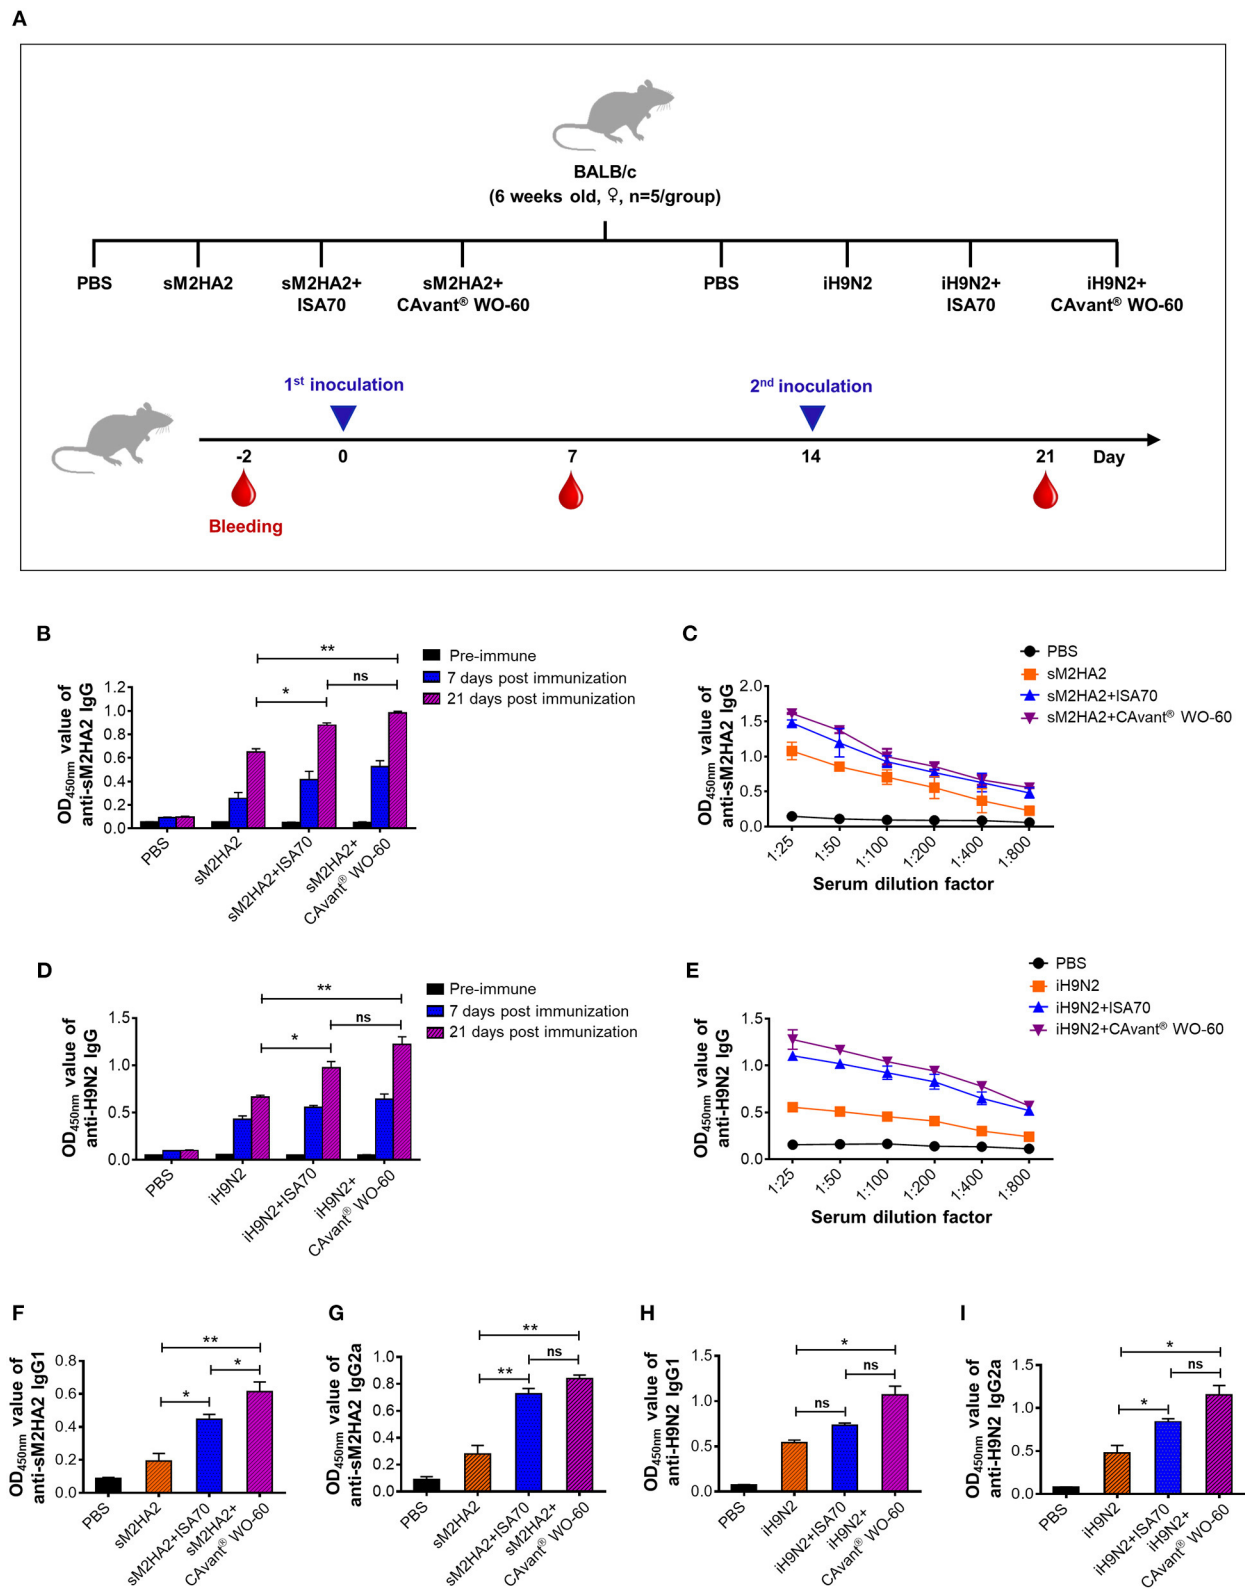 A
BALB/c
(6 weeks old, ♀, n=5/group)
PBS sM2HA2 sM2HA2+ sM2HA2+ PBS iH9N2 iH9N2+ iH9N2+
ISA70 CAvant® WO-60 ISA70 CAvant® WO-60
1st inoculation 2nd inoculation
-2 0 7 14 21 Day
Bleeding
B
OD450nm value of
anti-sM2HA2 IgG
1.2
1.0
0.8
0.6
0.4
0.2
0.0
**
ns
*
Pre-immune
7 days post immunization
21 days post immunization
PBS
sM2HA2
sM2HA2+ISA70
sM2HA2+
CAvant® WO-60
C
PBS
sM2HA2
sM2HA2+ISA70
sM2HA2+CAvant® WO-60
OD450nm value of
anti-sM2HA2 IgG
2.0
1.5
1.0
0.5
0.0
1:25
1:50
1:100
1:200
1:400
1:800
Serum dilution factor
D
OD450nm value of
anti-H9N2 IgG
1.5
1.0
0.5
0.0
**
ns
*
Pre-immune
7 days post immunization
21 days post immunization
PBS
iH9N2
iH9N2+ISA70
iH9N2+
CAvant® WO-60
E
PBS
iH9N2
iH9N2+ISA70
iH9N2+CAvant® WO-60
OD450nm value of
anti-H9N2 IgG
1.5
1.0
0.5
0.0
1:25
1:50
1:100
1:200
1:400
1:800
Serum dilution factor
F
OD450nm value of
anti-sM2HA2 IgG1
0.8
0.6
0.4
0.2
0.0
**
*
*
PBS
sM2HA2
sM2HA2+ISA70
sM2HA2+
CAvant® WO-60
G
OD450nm value of
anti-sM2HA2 IgG2a
1.0
0.8
0.6
0.4
0.2
0.0
**
ns
**
PBS
sM2HA2
sM2HA2+ISA70
sM2HA2+
CAvant® WO-60
H
OD450nm value of
anti-H9N2 IgG1
1.5
1.0
0.5
0.0
*
ns
ns
PBS
iH9N2
iH9N2+ISA70
iH9N2+
CAvant® WO-60
I
OD450nm value of
anti-H9N2 IgG2a
1.5
1.0
0.5
0.0
*
ns
*
PBS
iH9N2
iH9N2+ISA70
iH9N2+
CAvant® WO-60